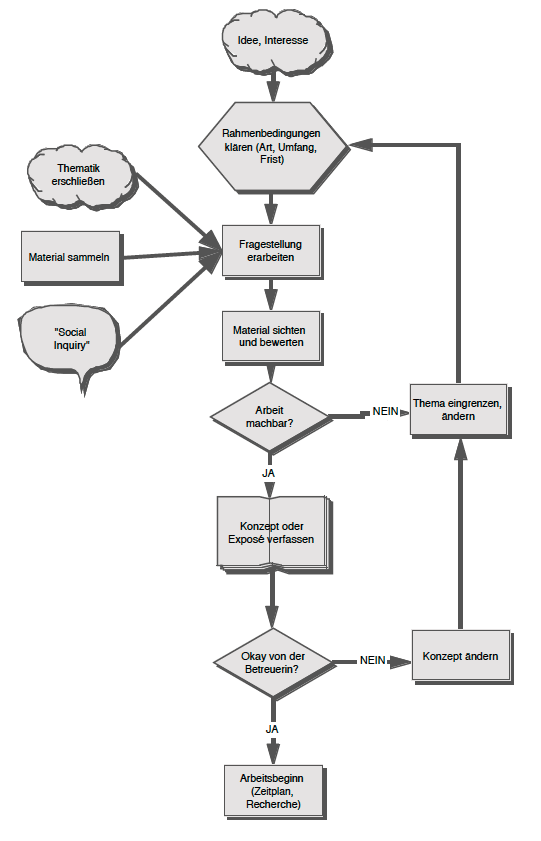 Idee, Interesse
Rahmenbedingungen
klären (Art, Umfang,
Frist)
Thematik
erschließen
Material sammeln
"Social
Inquiry"
Fragestellung
erarbeiten
Material sichten
und bewerten
Arbeit
machbar?
NEIN
Thema eingrenzen,
ändern
JA
Konzept oder
Exposé verfassen
Okay von der
Betreuerin?
NEIN
Konzept ändern
JA
Arbeitsbeginn
(Zeitplan,
Recherche)